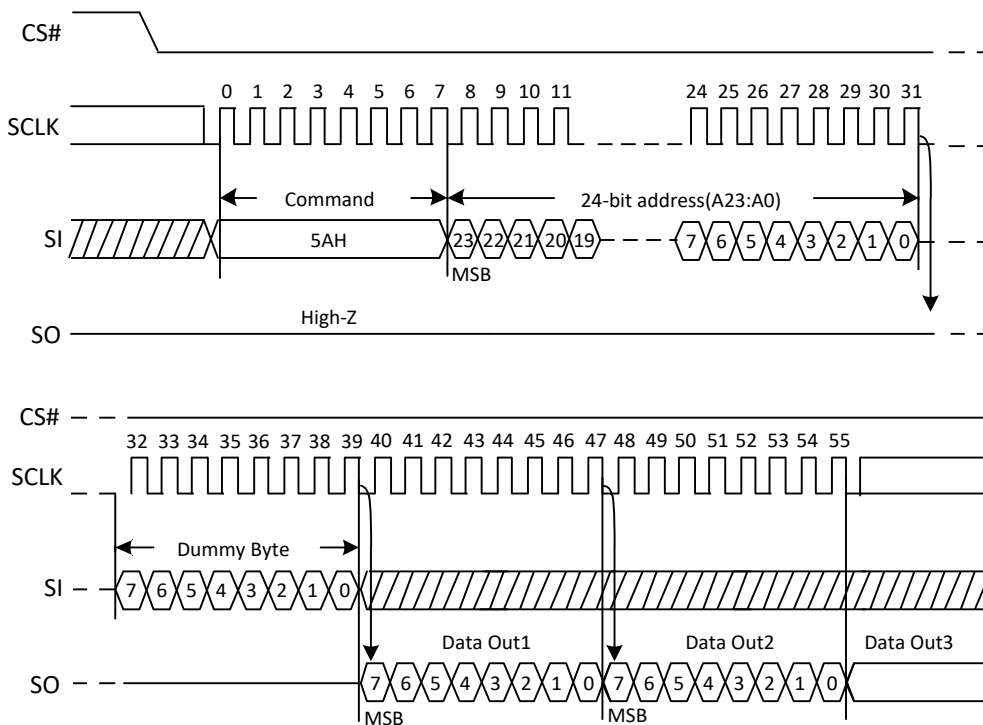 CS#
0 1 2 3 4 5 6 7 8 9 10 11 24 25 26 27 28 29 30 31
SCLK
Command 24-bit address(A23:A0)
SI 5AH 23 22 21 20 19 7 6 5 4 3 2 1 0
MSB
High-Z
SO
CS#
32 33 34 35 36 37 38 39 40 41 42 43 44 45 46 47 48 49 50 51 52 53 54 55
SCLK
Dummy Byte
SI 7 6 5 4 3 2 1 0
Data Out1 Data Out2 Data Out3
SO 7 6 5 4 3 2 1 0 7 6 5 4 3 2 1 0
MSB MSB